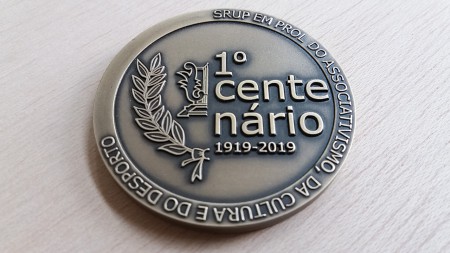 SRUP EM PROL DO ASSOCIATIVISMO, DA CULTURA E DO DESPORTO
1º
cente
nário
1919-2019